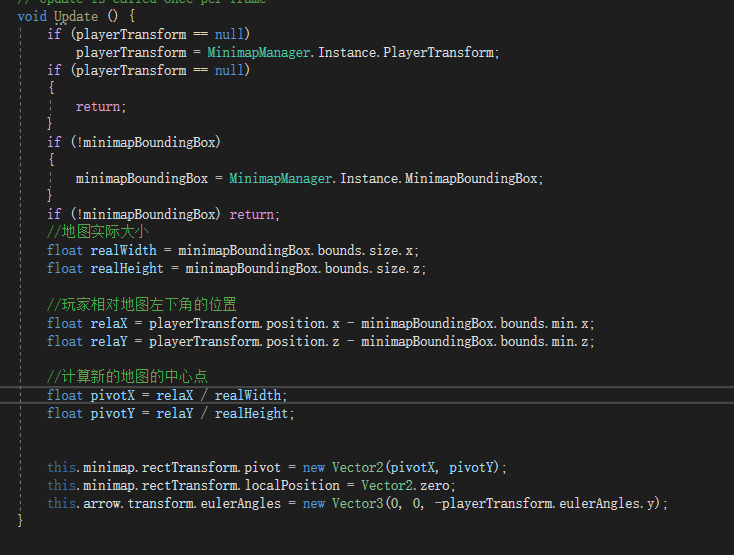 // Update is called once per frame
void Update () {
if (playerTransform == null)
playerTransform = MinimapManager.Instance.PlayerTransform;
if (playerTransform == null)
{
return;
}
if (!minimapBoundingBox)
{
minimapBoundingBox = MinimapManager.Instance.MinimapBoundingBox;
}
if (!minimapBoundingBox) return;
//地图实际大小
float realWidth = minimapBoundingBox.bounds.size.x;
float realHeight = minimapBoundingBox.bounds.size.z;
//玩家相对地图左下角的位置
float relaX = playerTransform.position.x - minimapBoundingBox.bounds.min.x;
float relaY = playerTransform.position.z - minimapBoundingBox.bounds.min.z;
//计算新的地图的中心点
float pivotX = relaX / realWidth;
float pivotY = relaY / realHeight;
this.minimap.rectTransform.pivot = new Vector2(pivotX, pivotY);
this.minimap.rectTransform.localPosition = Vector2.zero;
this.arrow.transform.eulerAngles = new Vector3(0, 0, -playerTransform.eulerAngles.y);
}